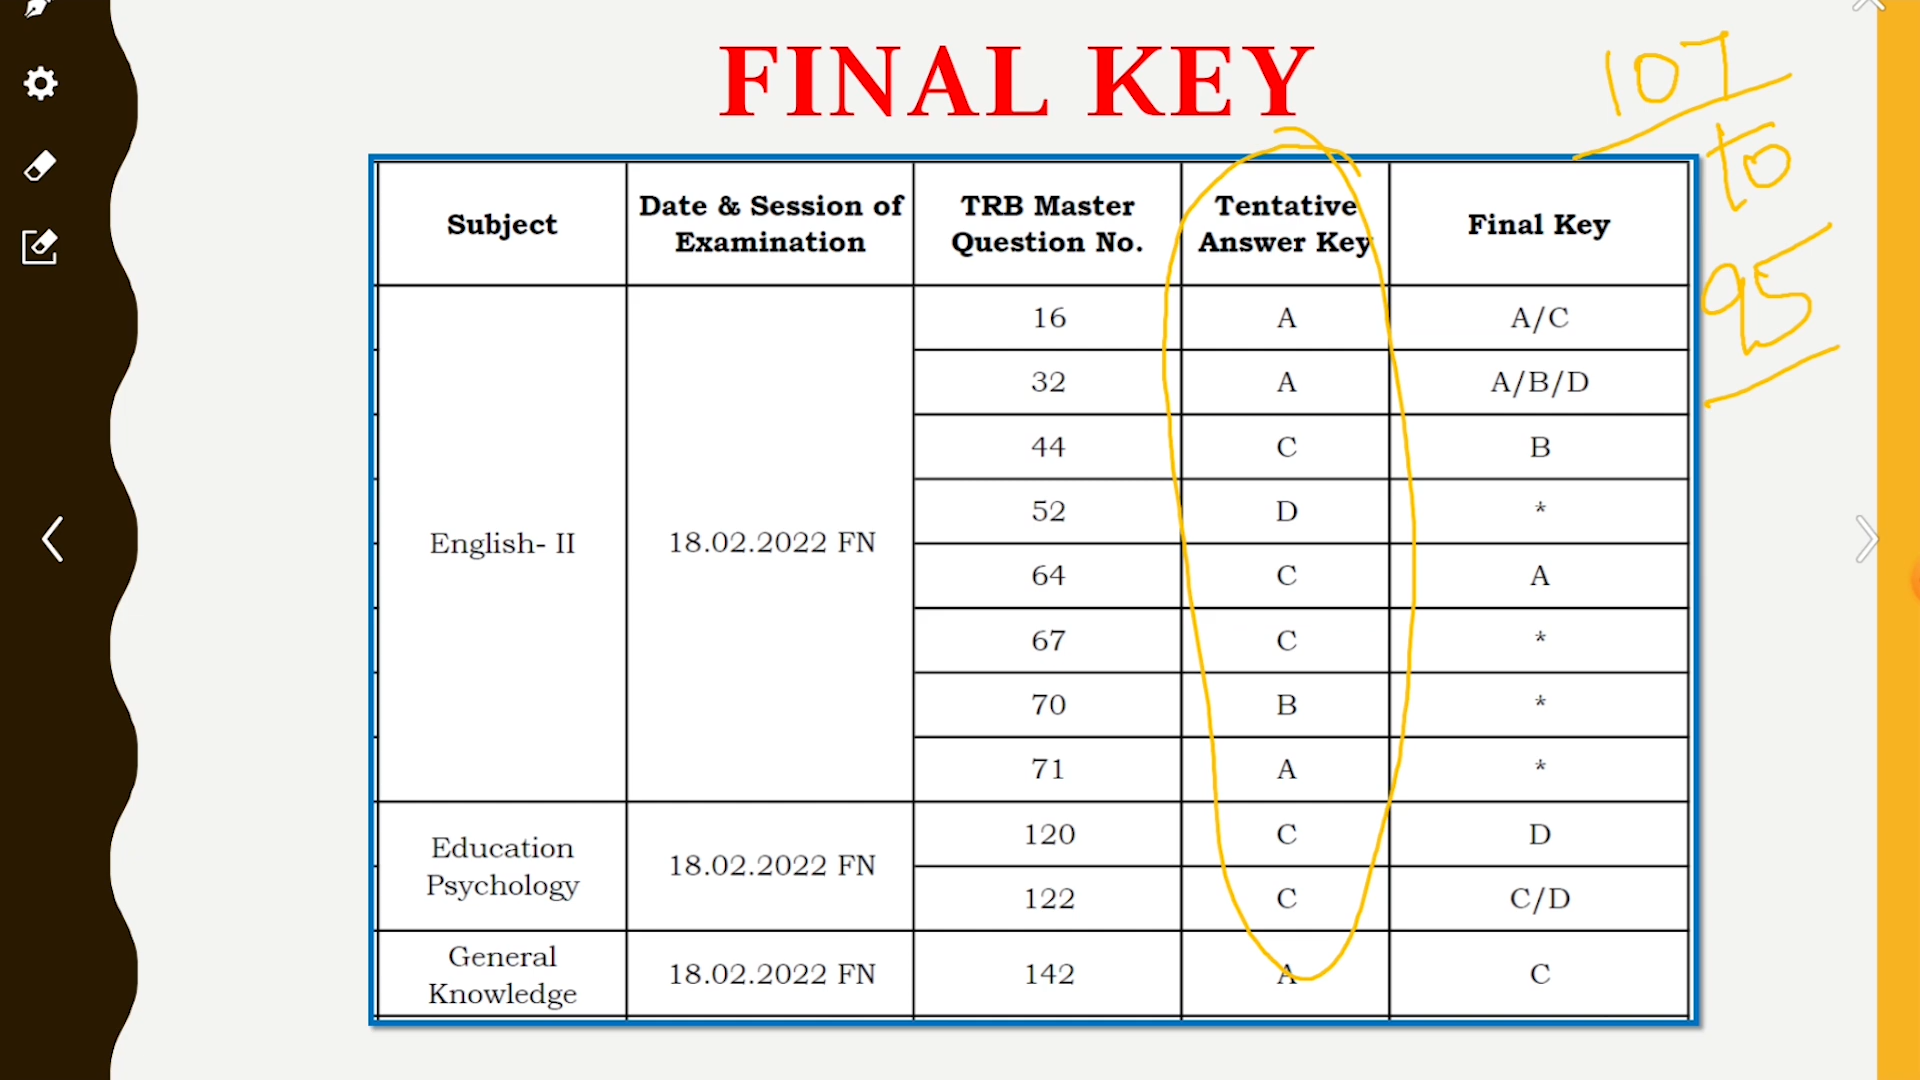 FINAL KEY
107
to
95
Subject
Date & Session of
Examination
TRB Master
Question No.
Tentative
Answer Key
Final Key
English- II
18.02.2022 FN
16 A A/C
32 A A/B/D
44 C B
52 D *
64 C A
67 C *
70 B *
71 A *
Education
Psychology
18.02.2022 FN
120 C D
122 C C/D
General
Knowledge
18.02.2022 FN
142 A C